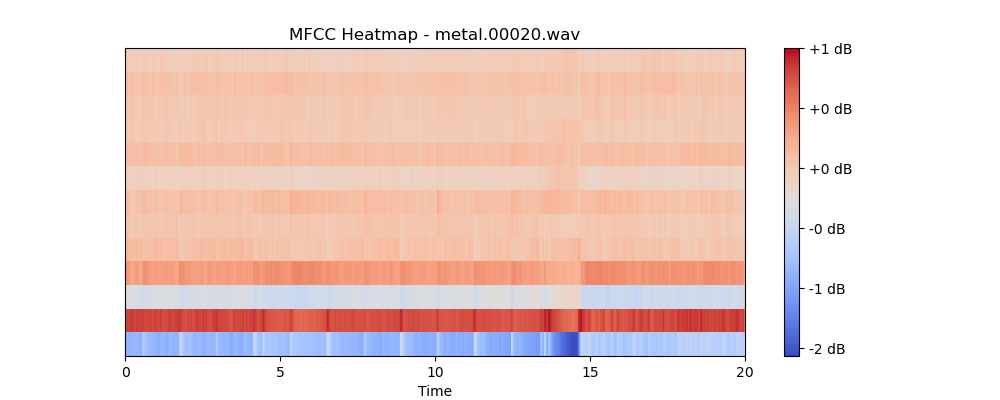 MFCC Heatmap - metal.00020.wav
+1 dB
+0 dB
+0 dB
-0 dB
-1 dB
-2 dB
0 5 10 15 20
Time